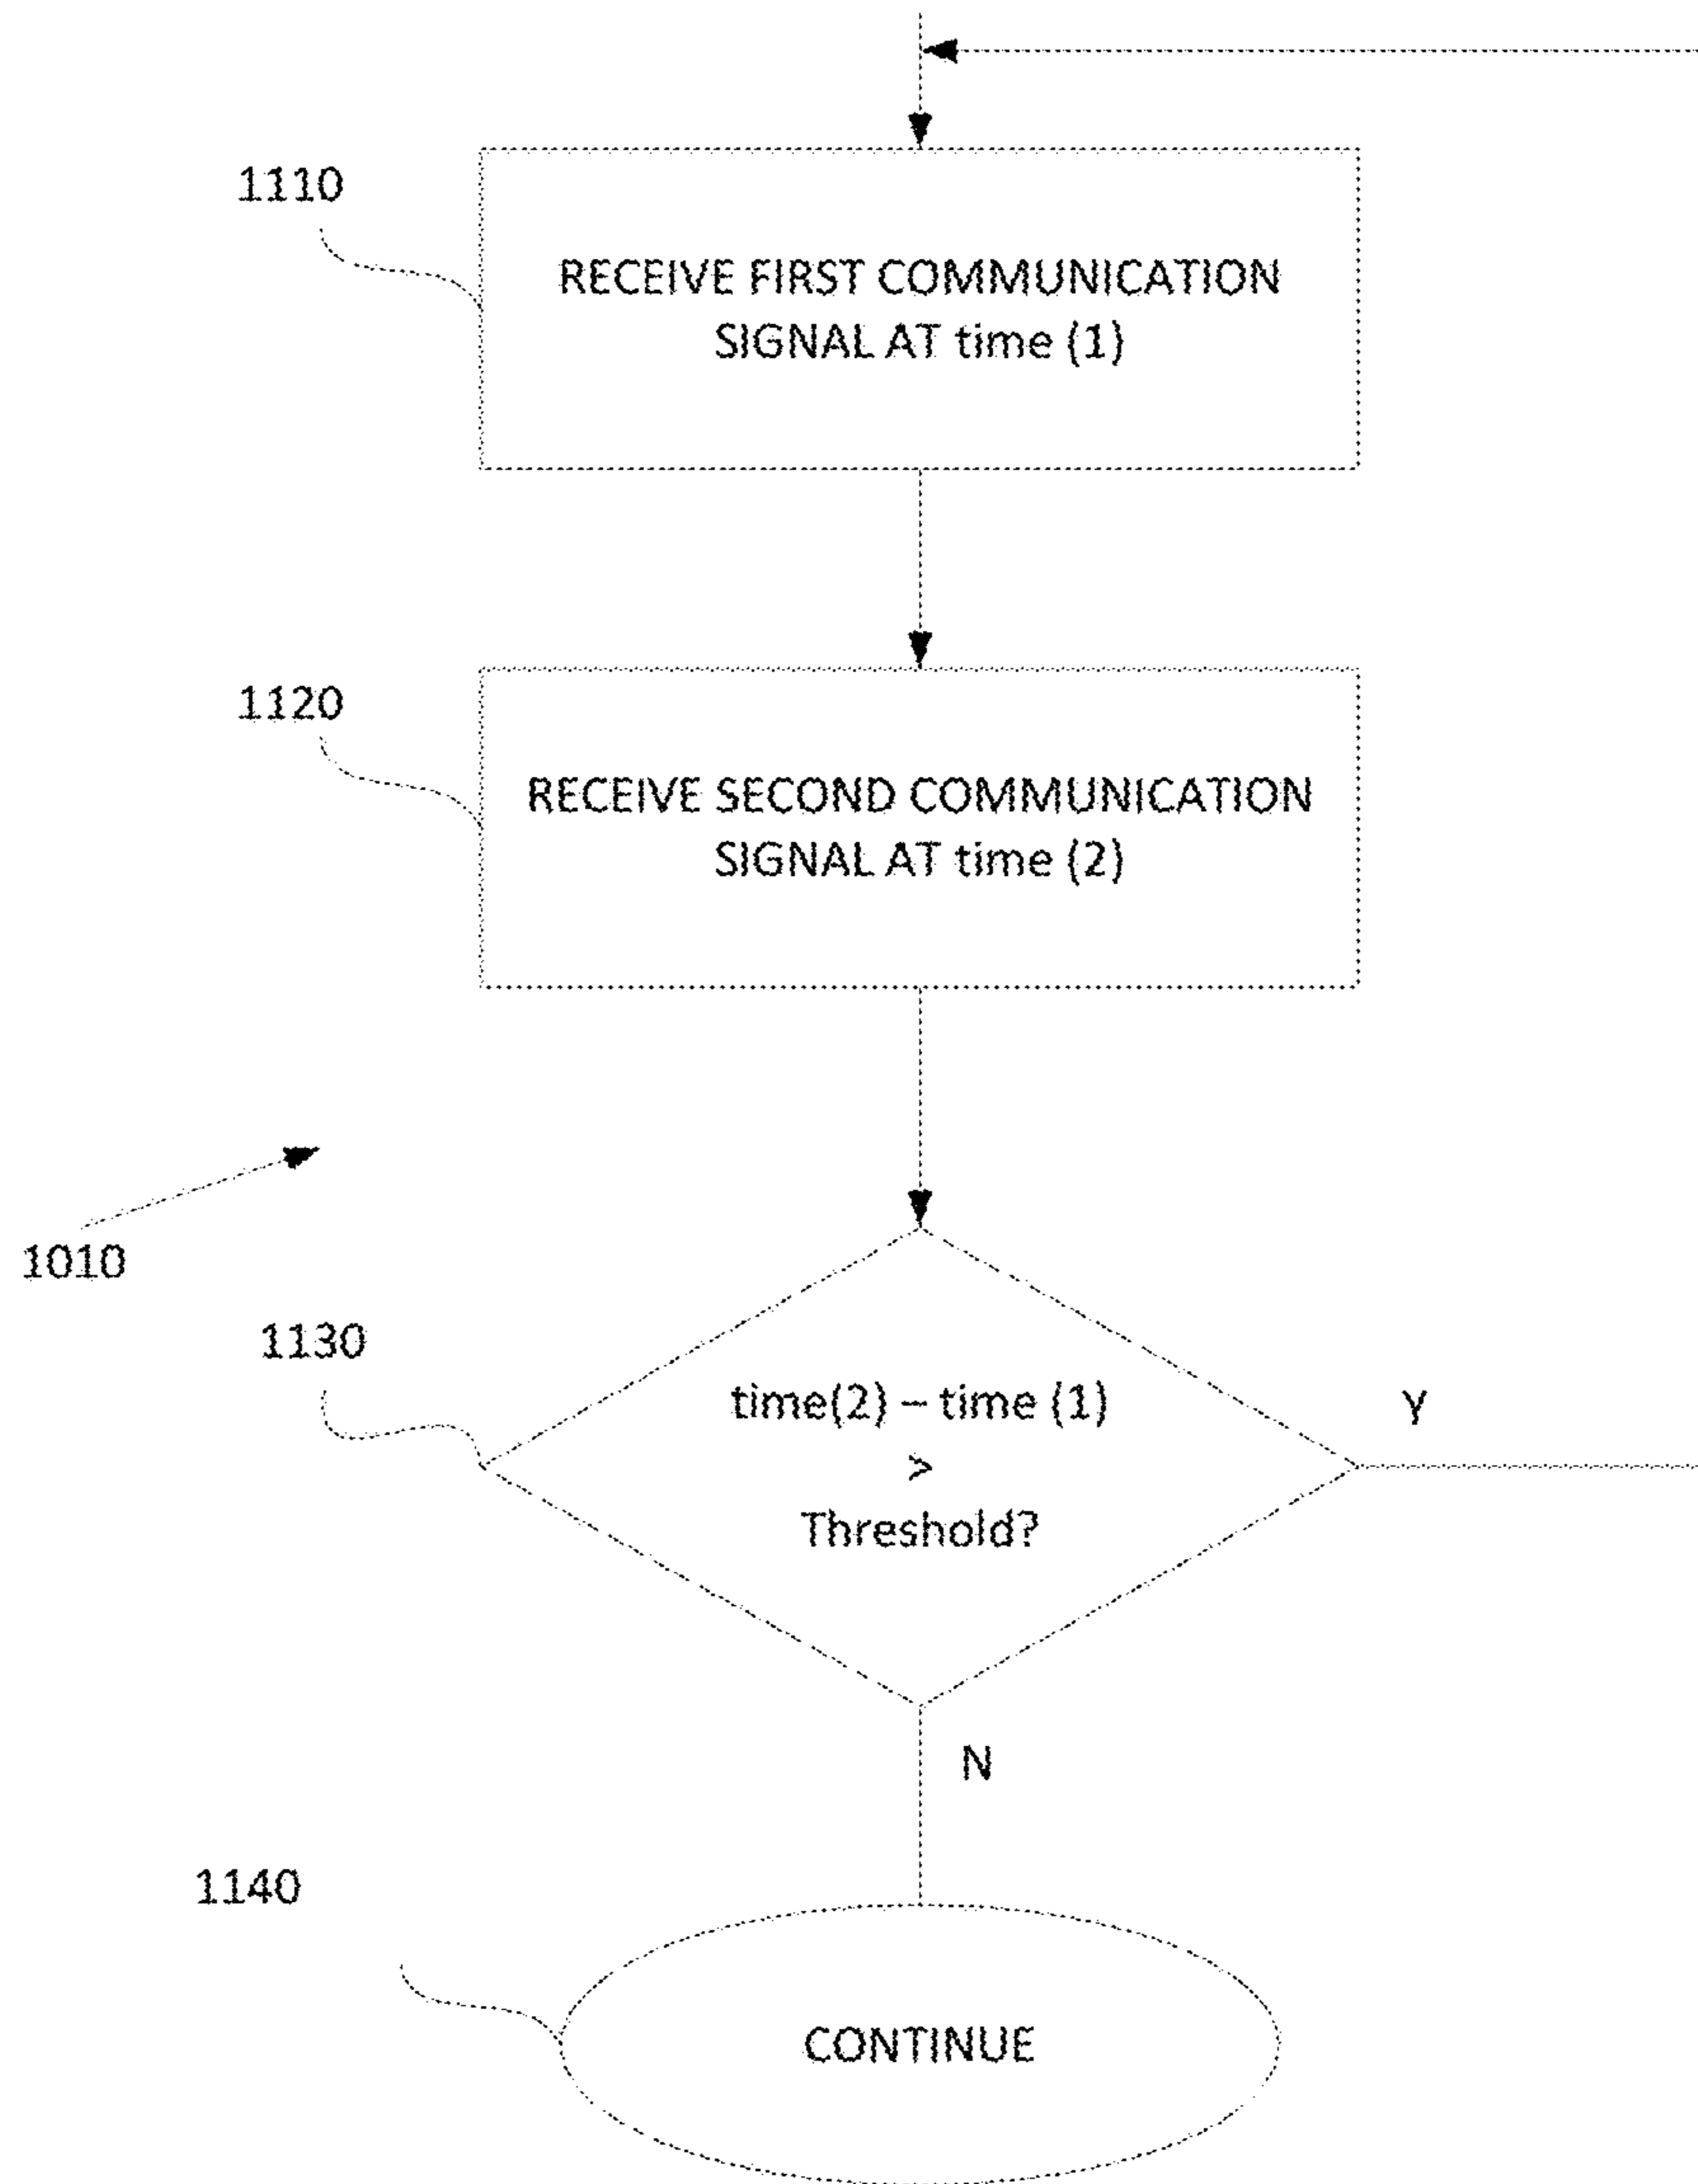 1110
RECEIVE FIRST COMMUNICATION
SIGNAL AT time (1)
1120
RECEIVE SECOND COMMUNICATION
SIGNAL AT time (2)
1010
1130
time(2) – time (1)
>
Threshold?
Y
N
1140
CONTINUE